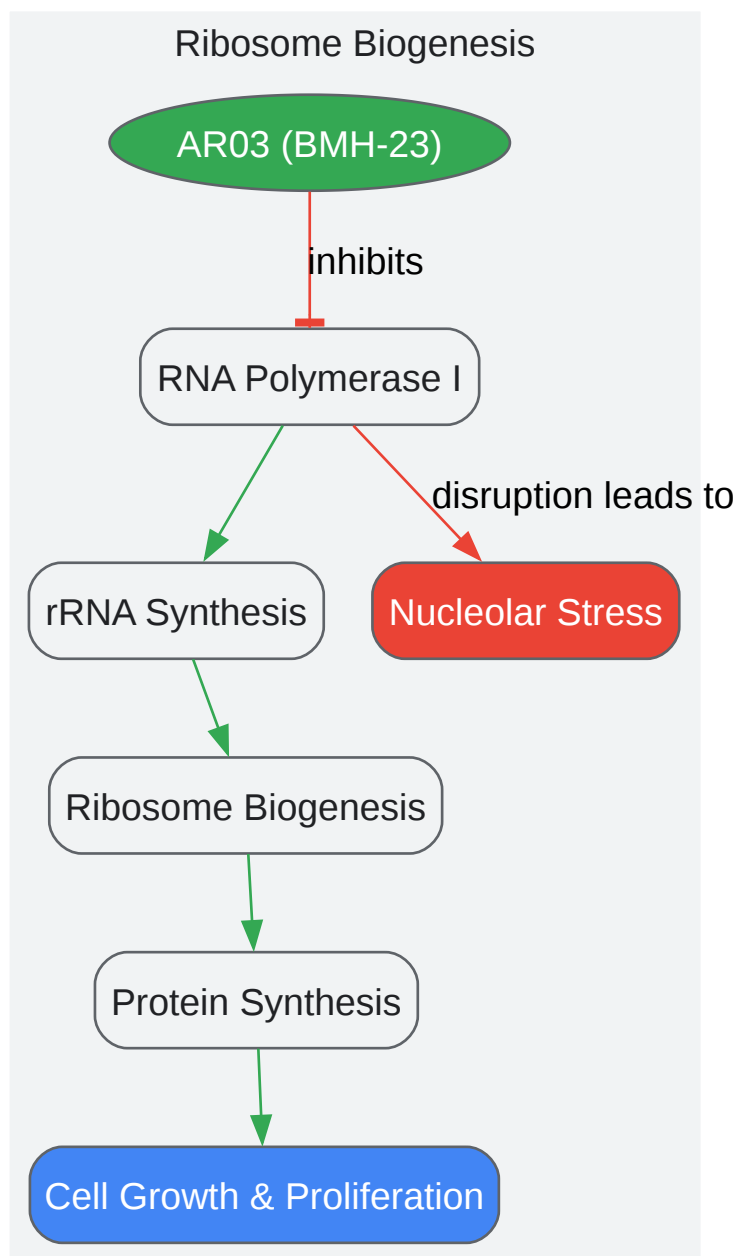 Ribosome Biogenesis
AR03 (BMH-23)
inhibits
RNA Polymerase I
disruption leads to
rRNA Synthesis
Nucleolar Stress
Ribosome Biogenesis
Protein Synthesis
Cell Growth & Proliferation